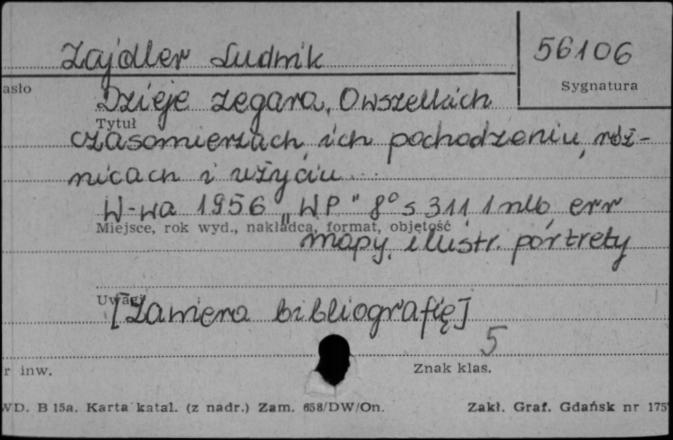 Zajdler Ludwik
56106
asło
Sygnatura
Dzieje zegara, O wszelkich
Tytuł
czasomierzach, ich pochodzeniu, róż-
nicach i użyciu
W-wa 1956 "WP" 8° s 311, 1 nlb, err
Miejsce, rok wyd., nakładca, format, objętość
mapy, ilustr. portrety
Uwagi
[Zawiera bibliografię]
5
r inw.
Znak klas.
WD. B 15a. Karta katal. (z nadr.) Zam. 658/DW/On.
Zakł. Graf. Gdańsk nr 175